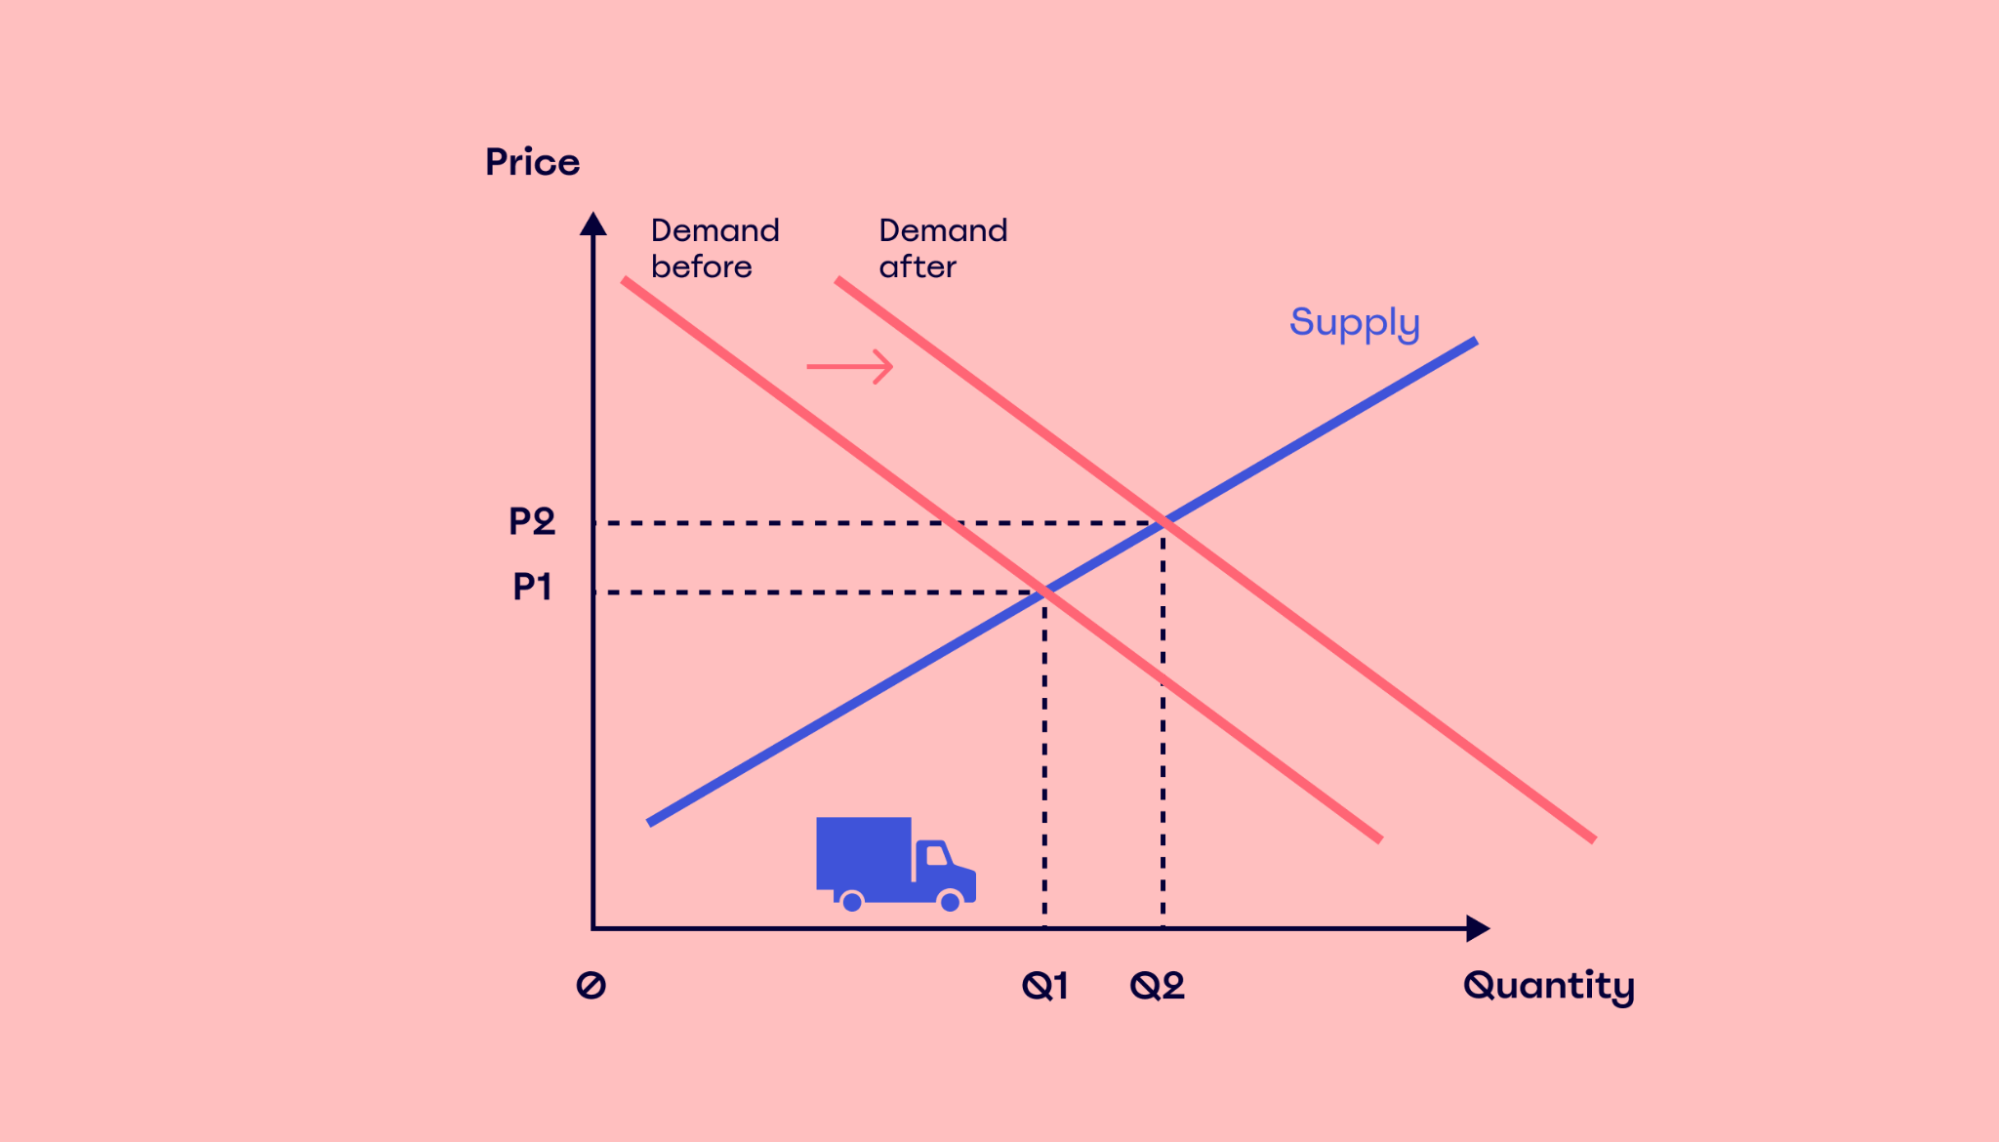 Price
Demand
before
Demand
after
Supply
P2
P1
0
Q1
Q2
Quantity